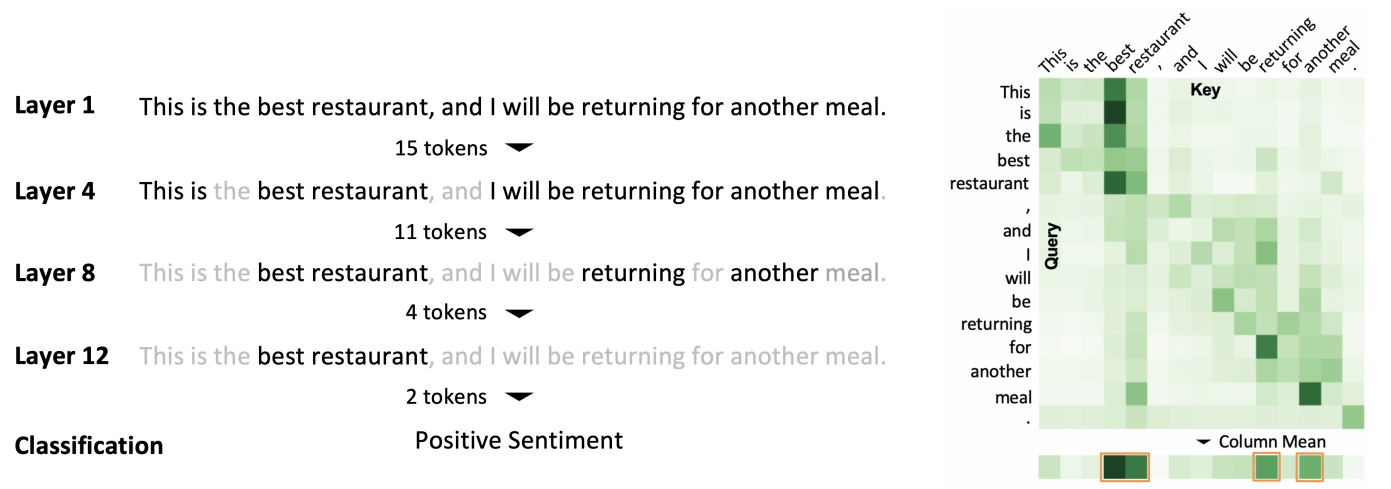 Layer 1 This is the best restaurant, and I will be returning for another meal.
15 tokens
Layer 4 This is the best restaurant, and I will be returning for another meal.
11 tokens
Layer 8 This is the best restaurant, and I will be returning for another meal.
4 tokens
Layer 12 This is the best restaurant, and I will be returning for another meal.
2 tokens
Classification Positive Sentiment
This is the best restaurant , and I will be returning for another meal .
Key
Query
This
is
the
best
restaurant
,
and
I
will
be
returning
for
another
meal
.
Column Mean